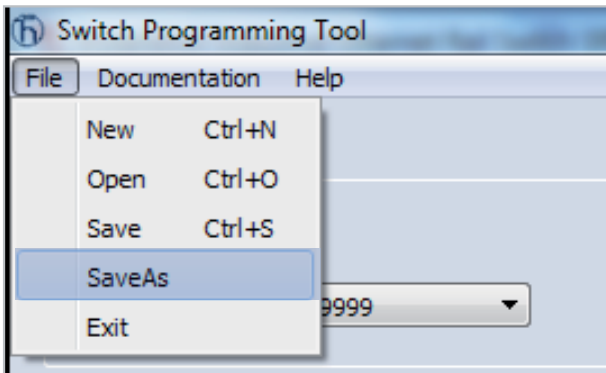 Switch Programming Tool
File Documentation Help
New Ctrl+N
Open Ctrl+O
Save Ctrl+S
SaveAs
9999
Exit